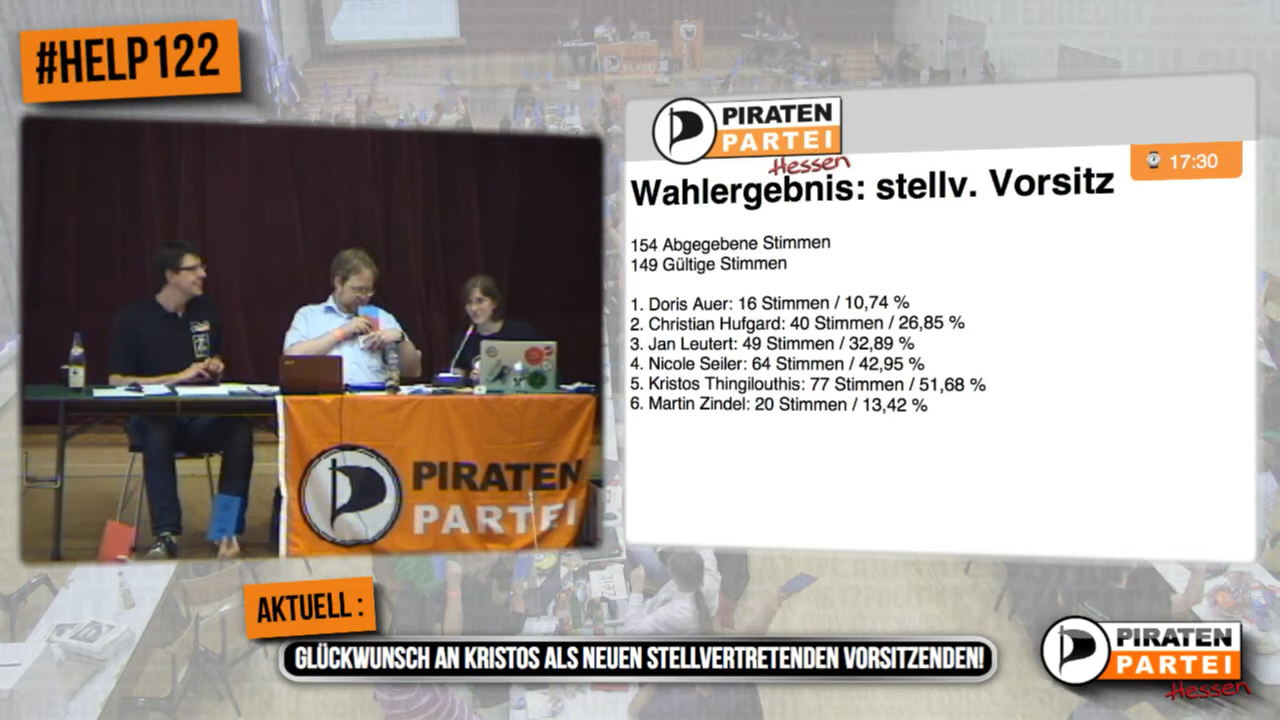 #HELP122
PIRATEN
PARTEI
Hessen
17:30
Wahlergebnis: stellv. Vorsitz
154 Abgegebene Stimmen
149 Gültige Stimmen
1. Doris Auer: 16 Stimmen / 10,74 %
2. Christian Hufgard: 40 Stimmen / 26,85 %
3. Jan Leutert: 49 Stimmen / 32,89 %
4. Nicole Seiler: 64 Stimmen / 42,95 %
5. Kristos Thingilouthis: 77 Stimmen / 51,68 %
6. Martin Zindel: 20 Stimmen / 13,42 %
PIRATEN
PARTEI
AKTUELL :
GLÜCKWUNSCH AN KRISTOS ALS NEUEN STELLVERTRETENDEN VORSITZENDEN!
PIRATEN
PARTEI
Hessen